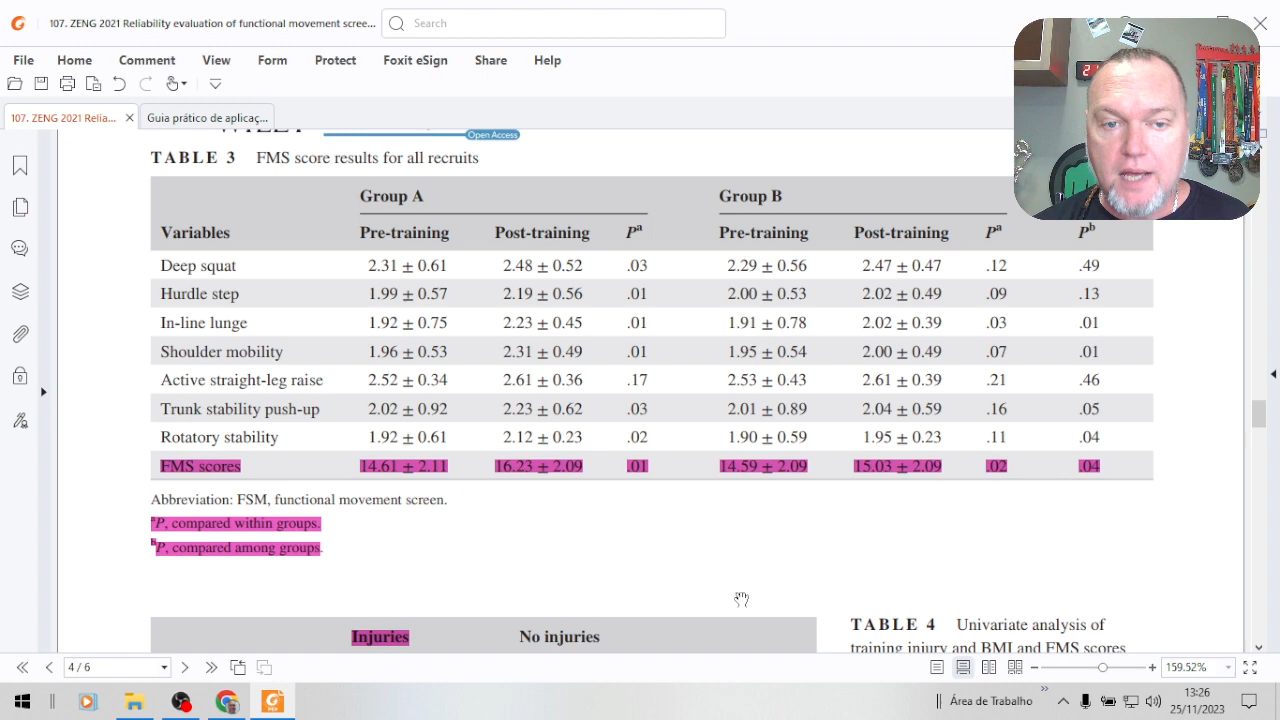 107. ZENG 2021 Reliability evaluation of functional movement scree...
Search
File Home Comment View Form Protect Foxit eSign Share Help
107. ZENG 2021 Relia... Guia prático de aplicaç...
Open Access
TABLE 3 FMS score results for all recruits
Group A Group B
Variables Pre-training Post-training Pa Pre-training Post-training Pa Pb
Deep squat 2.31 ± 0.61 2.48 ± 0.52 .03 2.29 ± 0.56 2.47 ± 0.47 .12 .49
Hurdle step 1.99 ± 0.57 2.19 ± 0.56 .01 2.00 ± 0.53 2.02 ± 0.49 .09 .13
In-line lunge 1.92 ± 0.75 2.23 ± 0.45 .01 1.91 ± 0.78 2.02 ± 0.39 .03 .01
Shoulder mobility 1.96 ± 0.53 2.31 ± 0.49 .01 1.95 ± 0.54 2.00 ± 0.49 .07 .01
Active straight-leg raise 2.52 ± 0.34 2.61 ± 0.36 .17 2.53 ± 0.43 2.61 ± 0.39 .21 .46
Trunk stability push-up 2.02 ± 0.92 2.23 ± 0.62 .03 2.01 ± 0.89 2.04 ± 0.59 .16 .05
Rotatory stability 1.92 ± 0.61 2.12 ± 0.23 .02 1.90 ± 0.59 1.95 ± 0.23 .11 .04
FMS scores 14.61 ± 2.11 16.23 ± 2.09 .01 14.59 ± 2.09 15.03 ± 2.09 .02 .04
Abbreviation: FSM, functional movement screen.
aP, compared within groups.
bP, compared among groups.
Injuries No injuries
TABLE 4 Univariate analysis of
training injury and BMI and FMS scores
4 / 6 159.52%
Área de Trabalho
13:26
25/11/2023